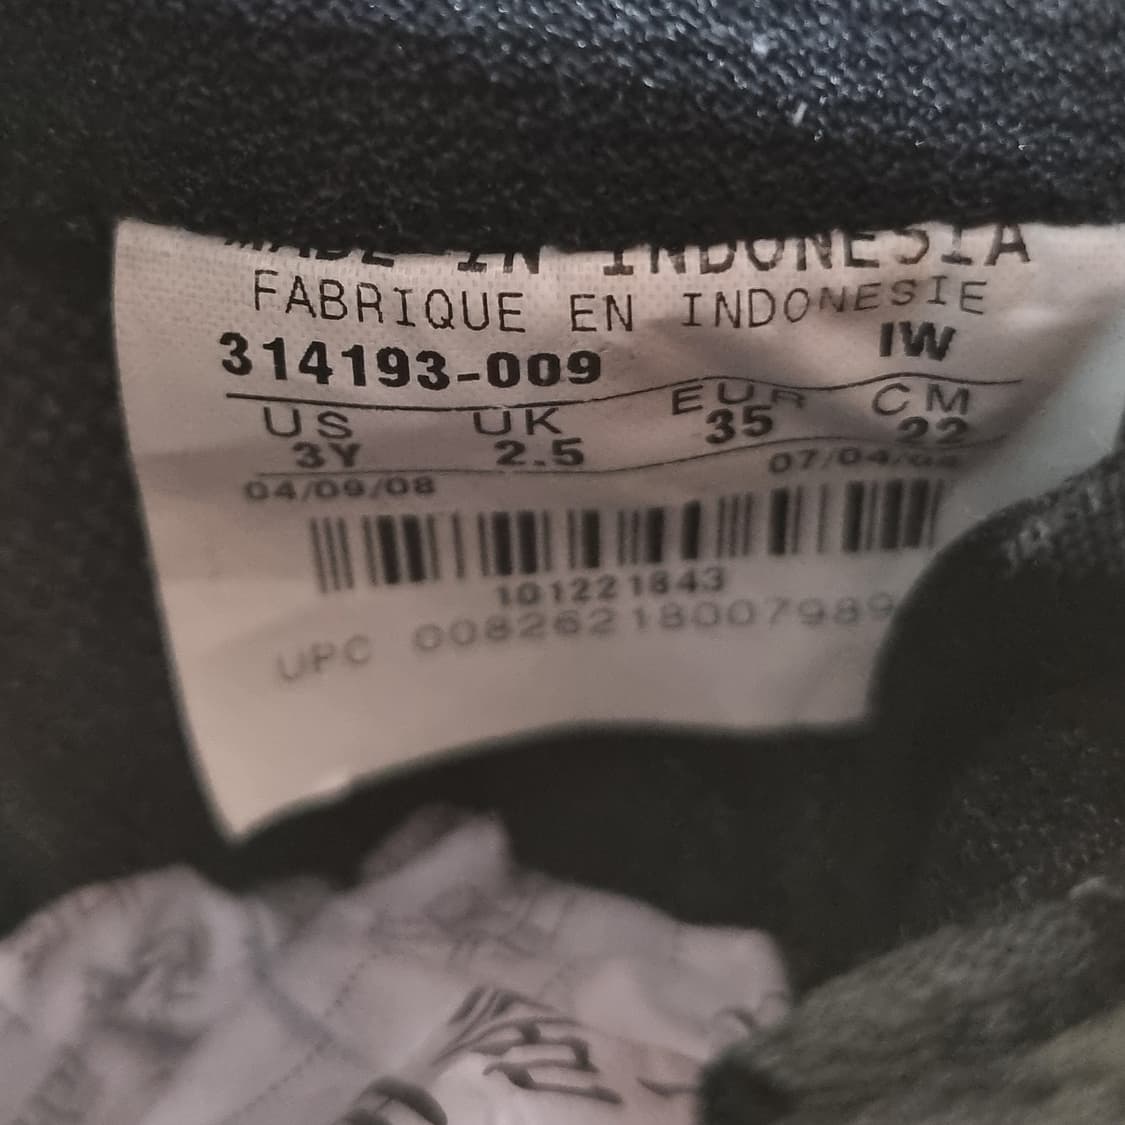 MADE IN INDONESIA
FABRIQUE EN INDONESIE
314193-009 IW
US UK EUR CM
3Y 2.5 35 22
04/09/08 07/04/
101221843
UPC 00826218007989